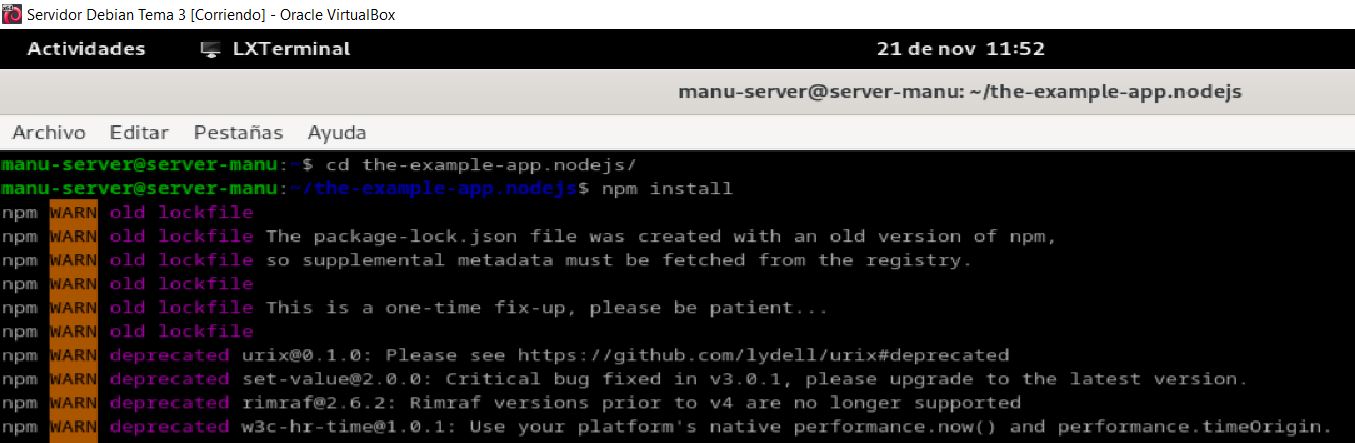 Servidor Debian Tema 3 [Corriendo] - Oracle VirtualBox
Actividades LXTerminal 21 de nov 11:52
manu-server@server-manu: ~/the-example-app.nodejs
Archivo Editar Pestañas Ayuda
manu-server@server-manu:~$ cd the-example-app.nodejs/
manu-server@server-manu:~/the-example-app.nodejs$ npm install
npm WARN old lockfile
npm WARN old lockfile The package-lock.json file was created with an old version of npm,
npm WARN old lockfile so supplemental metadata must be fetched from the registry.
npm WARN old lockfile
npm WARN old lockfile This is a one-time fix-up, please be patient...
npm WARN old lockfile
npm WARN deprecated urix@0.1.0: Please see https://github.com/lydell/urix#deprecated
npm WARN deprecated set-value@2.0.0: Critical bug fixed in v3.0.1, please upgrade to the latest version.
npm WARN deprecated rimraf@2.6.2: Rimraf versions prior to v4 are no longer supported
npm WARN deprecated w3c-hr-time@1.0.1: Use your platform's native performance.now() and performance.timeOrigin.